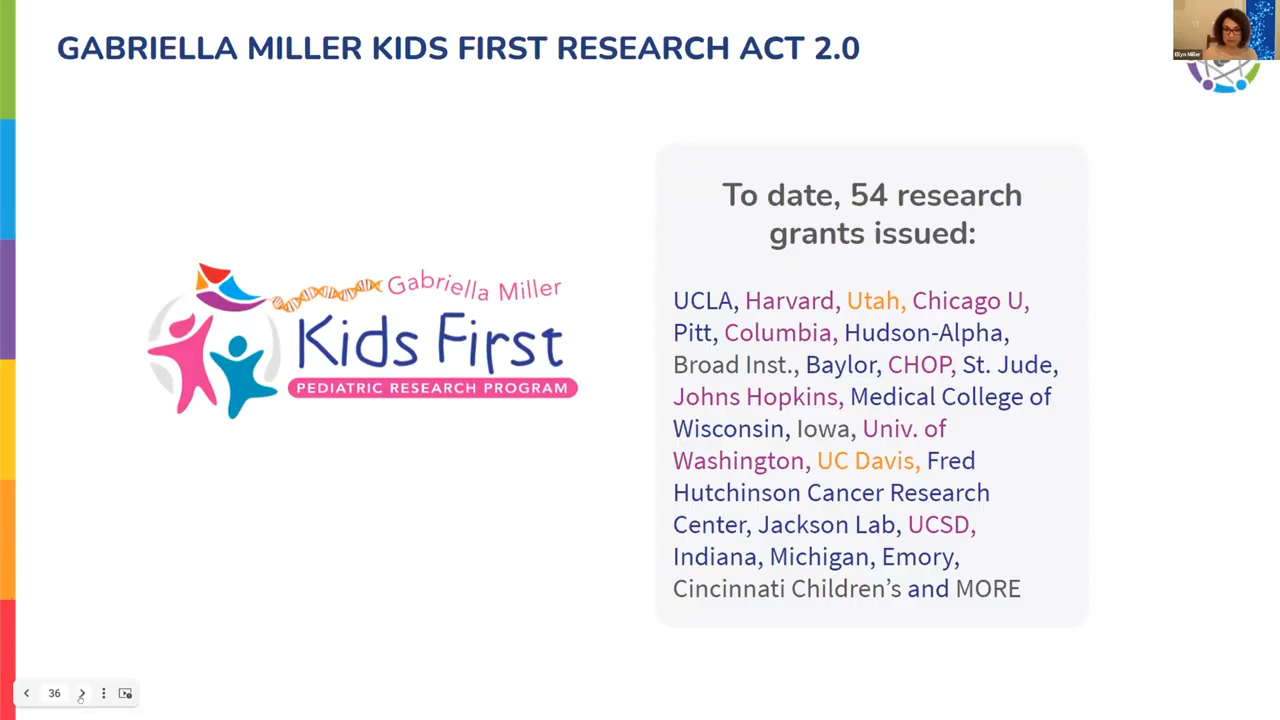 GABRIELLA MILLER KIDS FIRST RESEARCH ACT 2.0
Ellyn Miller
Gabriella Miller
Kids First
PEDIATRIC RESEARCH PROGRAM
To date, 54 research
grants issued:
UCLA, Harvard, Utah, Chicago U,
Pitt, Columbia, Hudson-Alpha,
Broad Inst., Baylor, CHOP, St. Jude,
Johns Hopkins, Medical College of
Wisconsin, Iowa, Univ. of
Washington, UC Davis, Fred
Hutchinson Cancer Research
Center, Jackson Lab, UCSD,
Indiana, Michigan, Emory,
Cincinnati Children’s and MORE
36